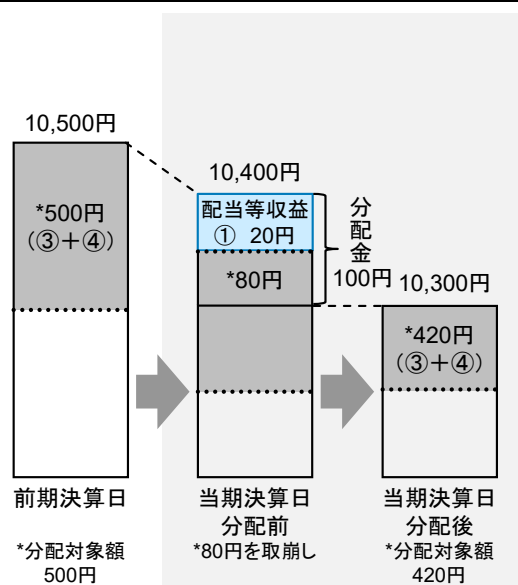 10,500円
*500円
(③+④)
前期決算日
*分配対象額
500円
10,400円
配当等収益
① 20円
*80円
分配金
100円
当期決算日
分配前
*80円を取崩し
10,300円
*420円
(③+④)
当期決算日
分配後
*分配対象額
420円